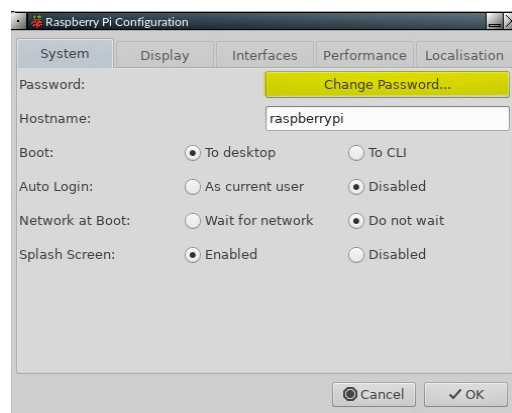 Raspberry Pi Configuration
System Display Interfaces Performance Localisation
Password: Change Password...
Hostname: raspberrypi
Boot: To desktop To CLI
Auto Login: As current user Disabled
Network at Boot: Wait for network Do not wait
Splash Screen: Enabled Disabled
Cancel OK